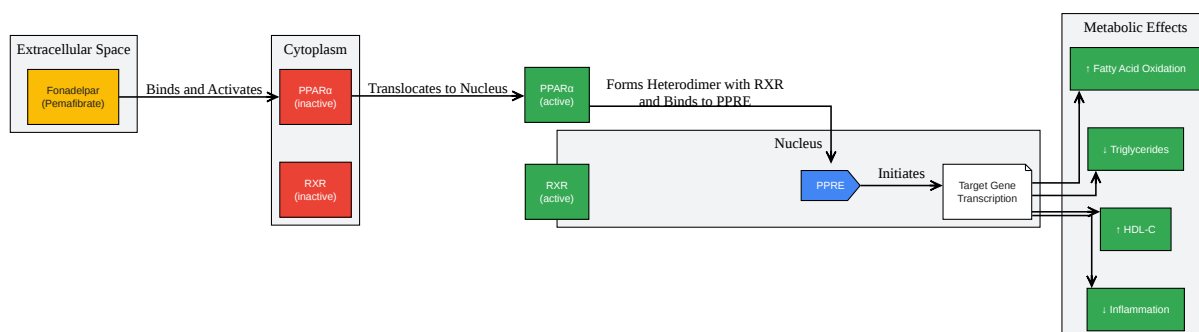 Extracellular Space
Fonadelpar
(Pemafibrate)
Binds and Activates
Cytoplasm
PPARα
(inactive)
RXR
(inactive)
Translocates to Nucleus
PPARα
(active)
RXR
(active)
Forms Heterodimer with RXR
and Binds to PPRE
Nucleus
PPRE
Initiates
Target Gene
Transcription
Metabolic Effects
↑ Fatty Acid Oxidation
↓ Triglycerides
↑ HDL-C
↓ Inflammation